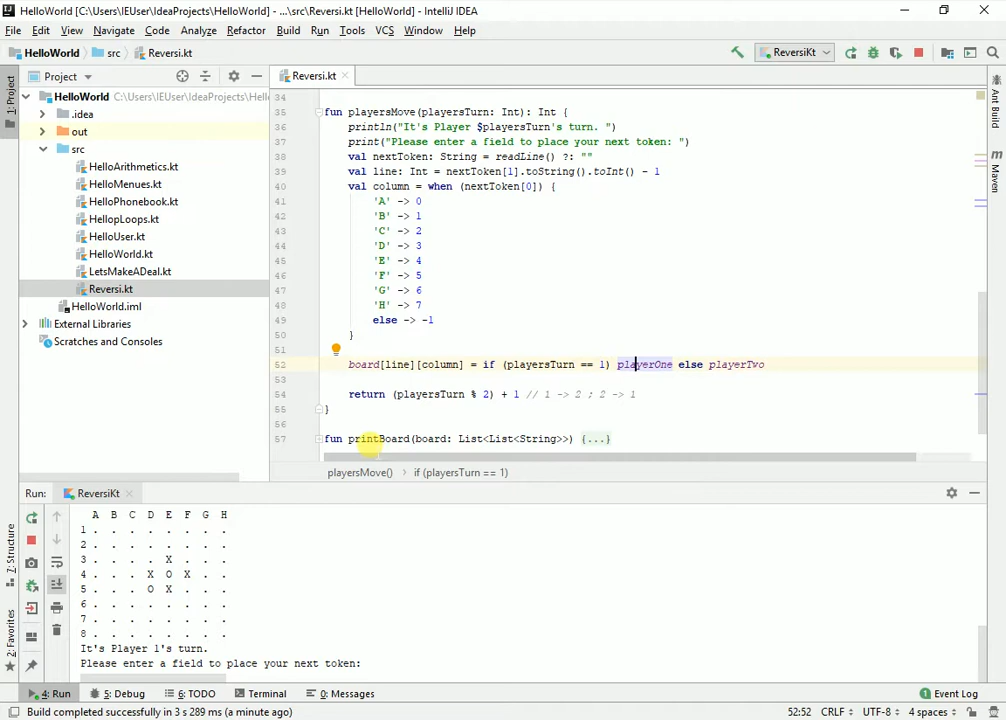 HelloWorld [C:\Users\IEUser\IdeaProjects\HelloWorld] - ...\src\Reversi.kt [HelloWorld] - IntelliJ IDEA
File Edit View Navigate Code Analyze Refactor Build Run Tools VCS Window Help
HelloWorld src Reversi.kt ReversiKt
Project Reversi.kt
HelloWorld C:\Users\IEUser\IdeaProjects\Hello
.idea
out
src
HelloArithmetics.kt
HelloMenues.kt
HelloPhonebook.kt
HellopLoops.kt
HelloUser.kt
HelloWorld.kt
LetsMakeADeal.kt
Reversi.kt
HelloWorld.iml
External Libraries
Scratches and Consoles
34
35 fun playersMove(playersTurn: Int): Int {
36 println("It's Player $playersTurn's turn. ")
37 print("Please enter a field to place your next token: ")
38 val nextToken: String = readLine() ?: ""
39 val line: Int = nextToken[1].toString().toInt() - 1
40 val column = when (nextToken[0]) {
41 'A' -> 0
42 'B' -> 1
43 'C' -> 2
44 'D' -> 3
45 'E' -> 4
46 'F' -> 5
47 'G' -> 6
48 'H' -> 7
49 else -> -1
50 }
51
52 board[line][column] = if (playersTurn == 1) playerOne else playerTwo
53
54 return (playersTurn % 2) + 1 // 1 -> 2 ; 2 -> 1
55 }
56
57 fun printBoard(board: List<List<String>>) {...}
playersMove() if (playersTurn == 1)
1: Project
7: Structure
2: Favorites
Ant Build
Maven
Run: ReversiKt
A B C D E F G H
1 . . . . . . . .
2 . . . . . . . .
3 . . . . X . . .
4 . . . X O X . .
5 . . . O X . . .
6 . . . . . . . .
7 . . . . . . . .
8 . . . . . . . .
It's Player 1's turn.
Please enter a field to place your next token:
4: Run 5: Debug 6: TODO Terminal 0: Messages Event Log
Build completed successfully in 3 s 289 ms (a minute ago) 52:52 CRLF UTF-8 4 spaces